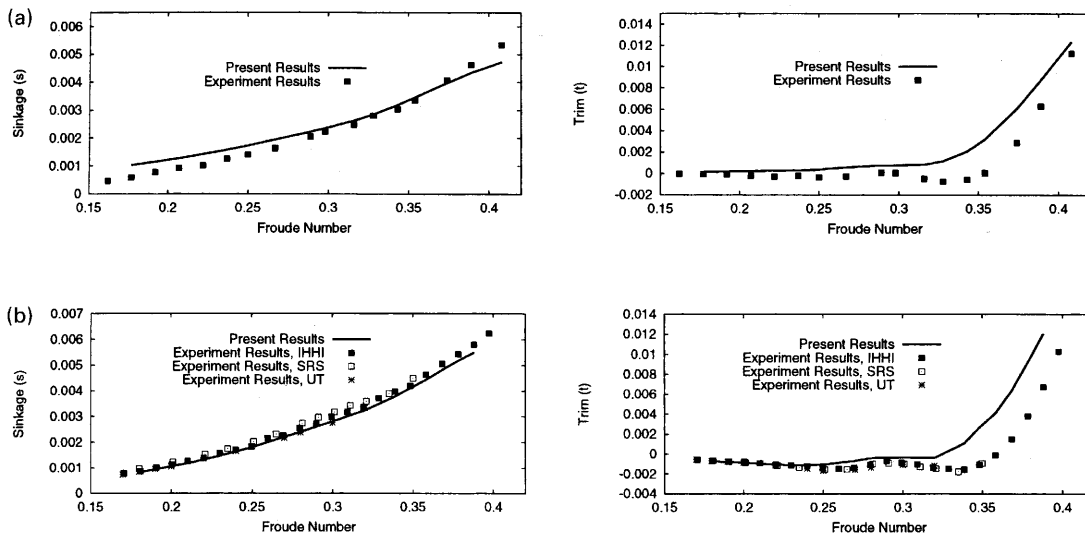 (a)
0.006
0.005
0.004
0.003
0.002
0.001
0
Sinkage (s)
Present Results
Experiment Results
0.15 0.2 0.25 0.3 0.35 0.4
Froude Number
0.014
0.012
0.01
0.008
0.006
0.004
0.002
0
-0.002
Trim (t)
Present Results
Experiment Results
0.15 0.2 0.25 0.3 0.35 0.4
Froude Number
(b)
0.007
0.006
0.005
0.004
0.003
0.002
0.001
0
Sinkage (s)
Present Results
Experiment Results, IHHI
Experiment Results, SRS
Experiment Results, UT
0.15 0.2 0.25 0.3 0.35 0.4
Froude Number
0.014
0.012
0.01
0.008
0.006
0.004
0.002
0
-0.002
-0.004
Trim (t)
Present Results
Experiment Results, IHHI
Experiment Results, SRS
Experiment Results, UT
0.15 0.2 0.25 0.3 0.35 0.4
Froude Number